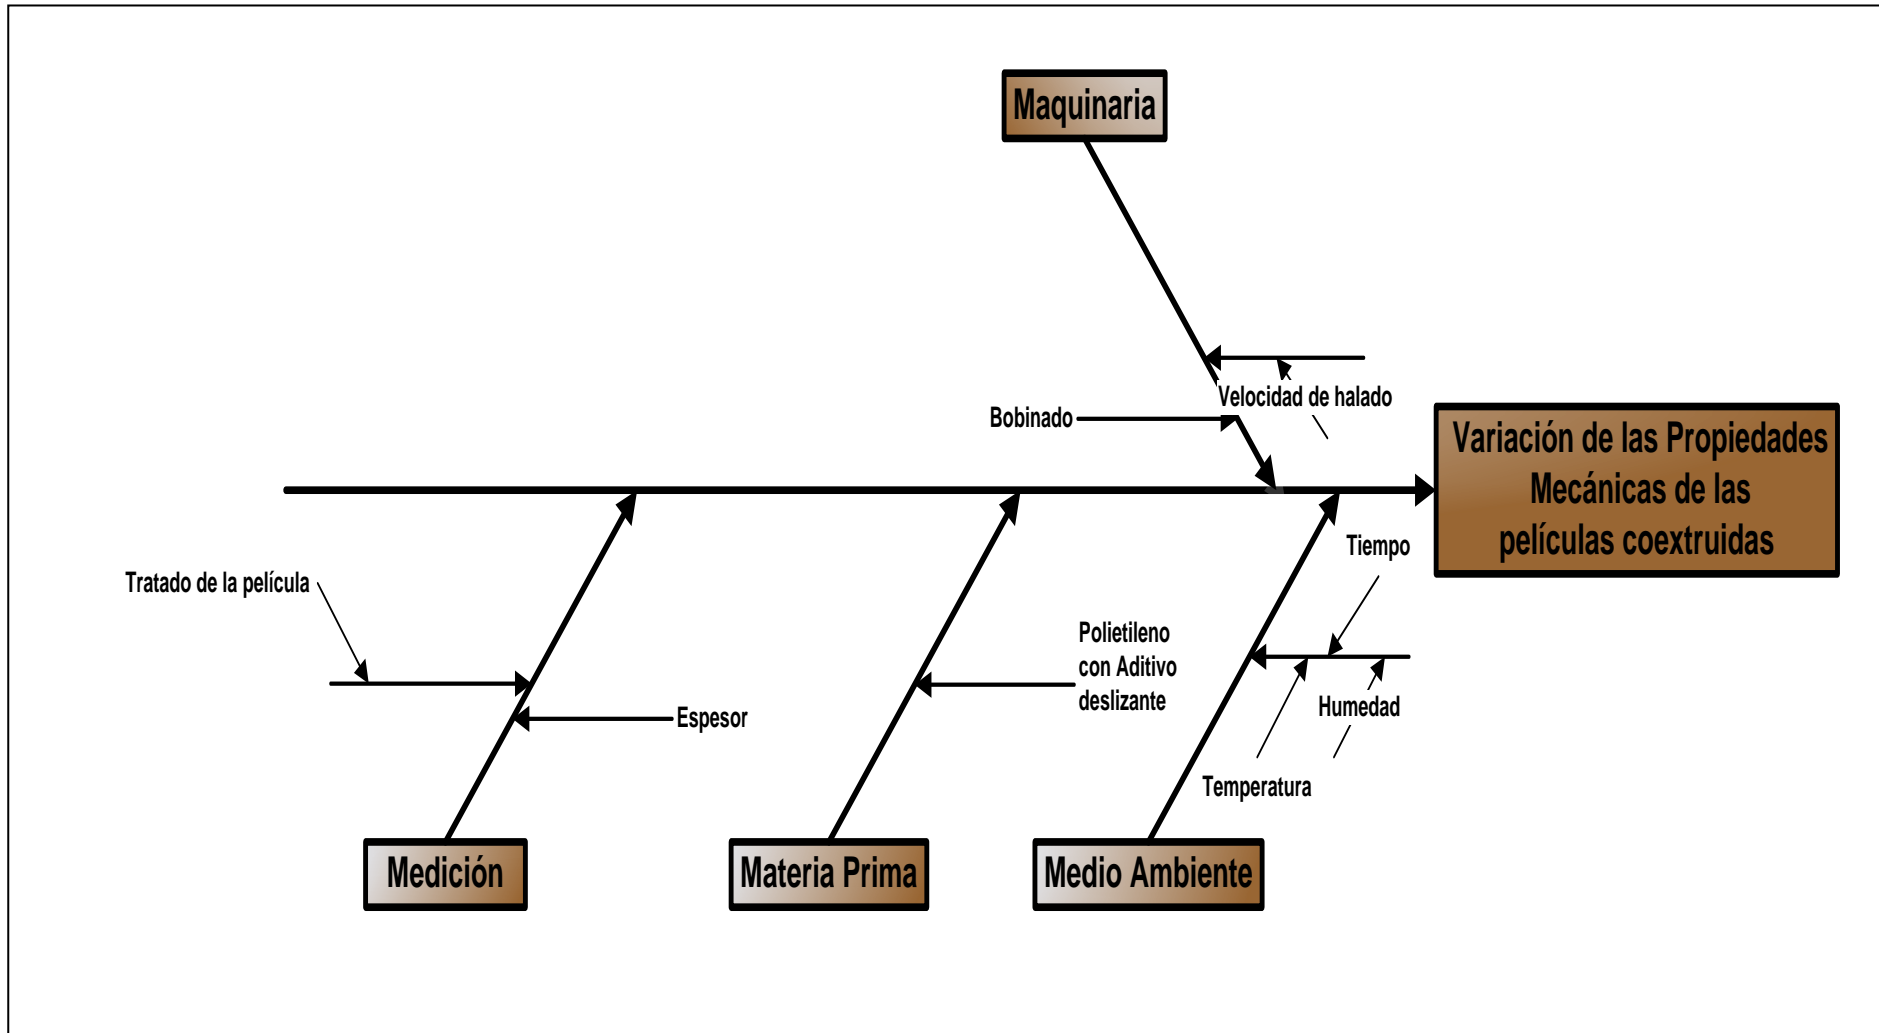 Maquinaria
Velocidad de halado
Bobinado
Variación de las Propiedades
Mecánicas de las
películas coextruidas
Tiempo
Tratado de la película
Polietileno
con Aditivo
deslizante
Espesor
Humedad
Temperatura
Medición
Materia Prima
Medio Ambiente